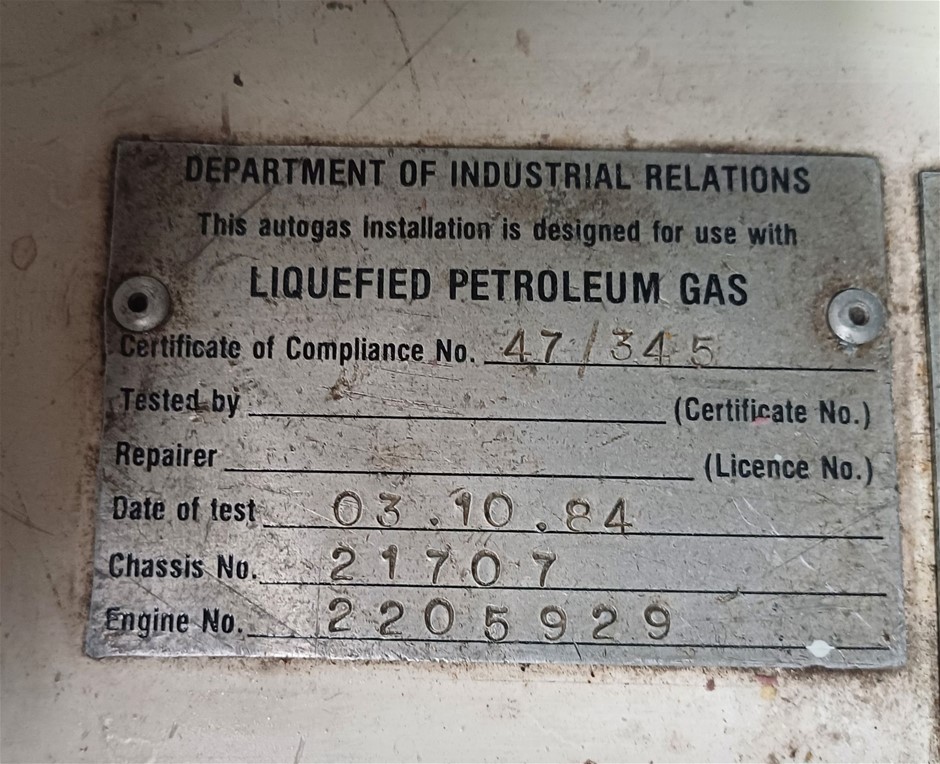 DEPARTMENT OF INDUSTRIAL RELATIONS
This autogas installation is designed for use with
LIQUEFIED PETROLEUM GAS
Certificate of Compliance No. 47/345
Tested by (Certificate No.)
Repairer (Licence No.)
Date of test 03.10.84
Chassis No. 21707
Engine No. 2205929